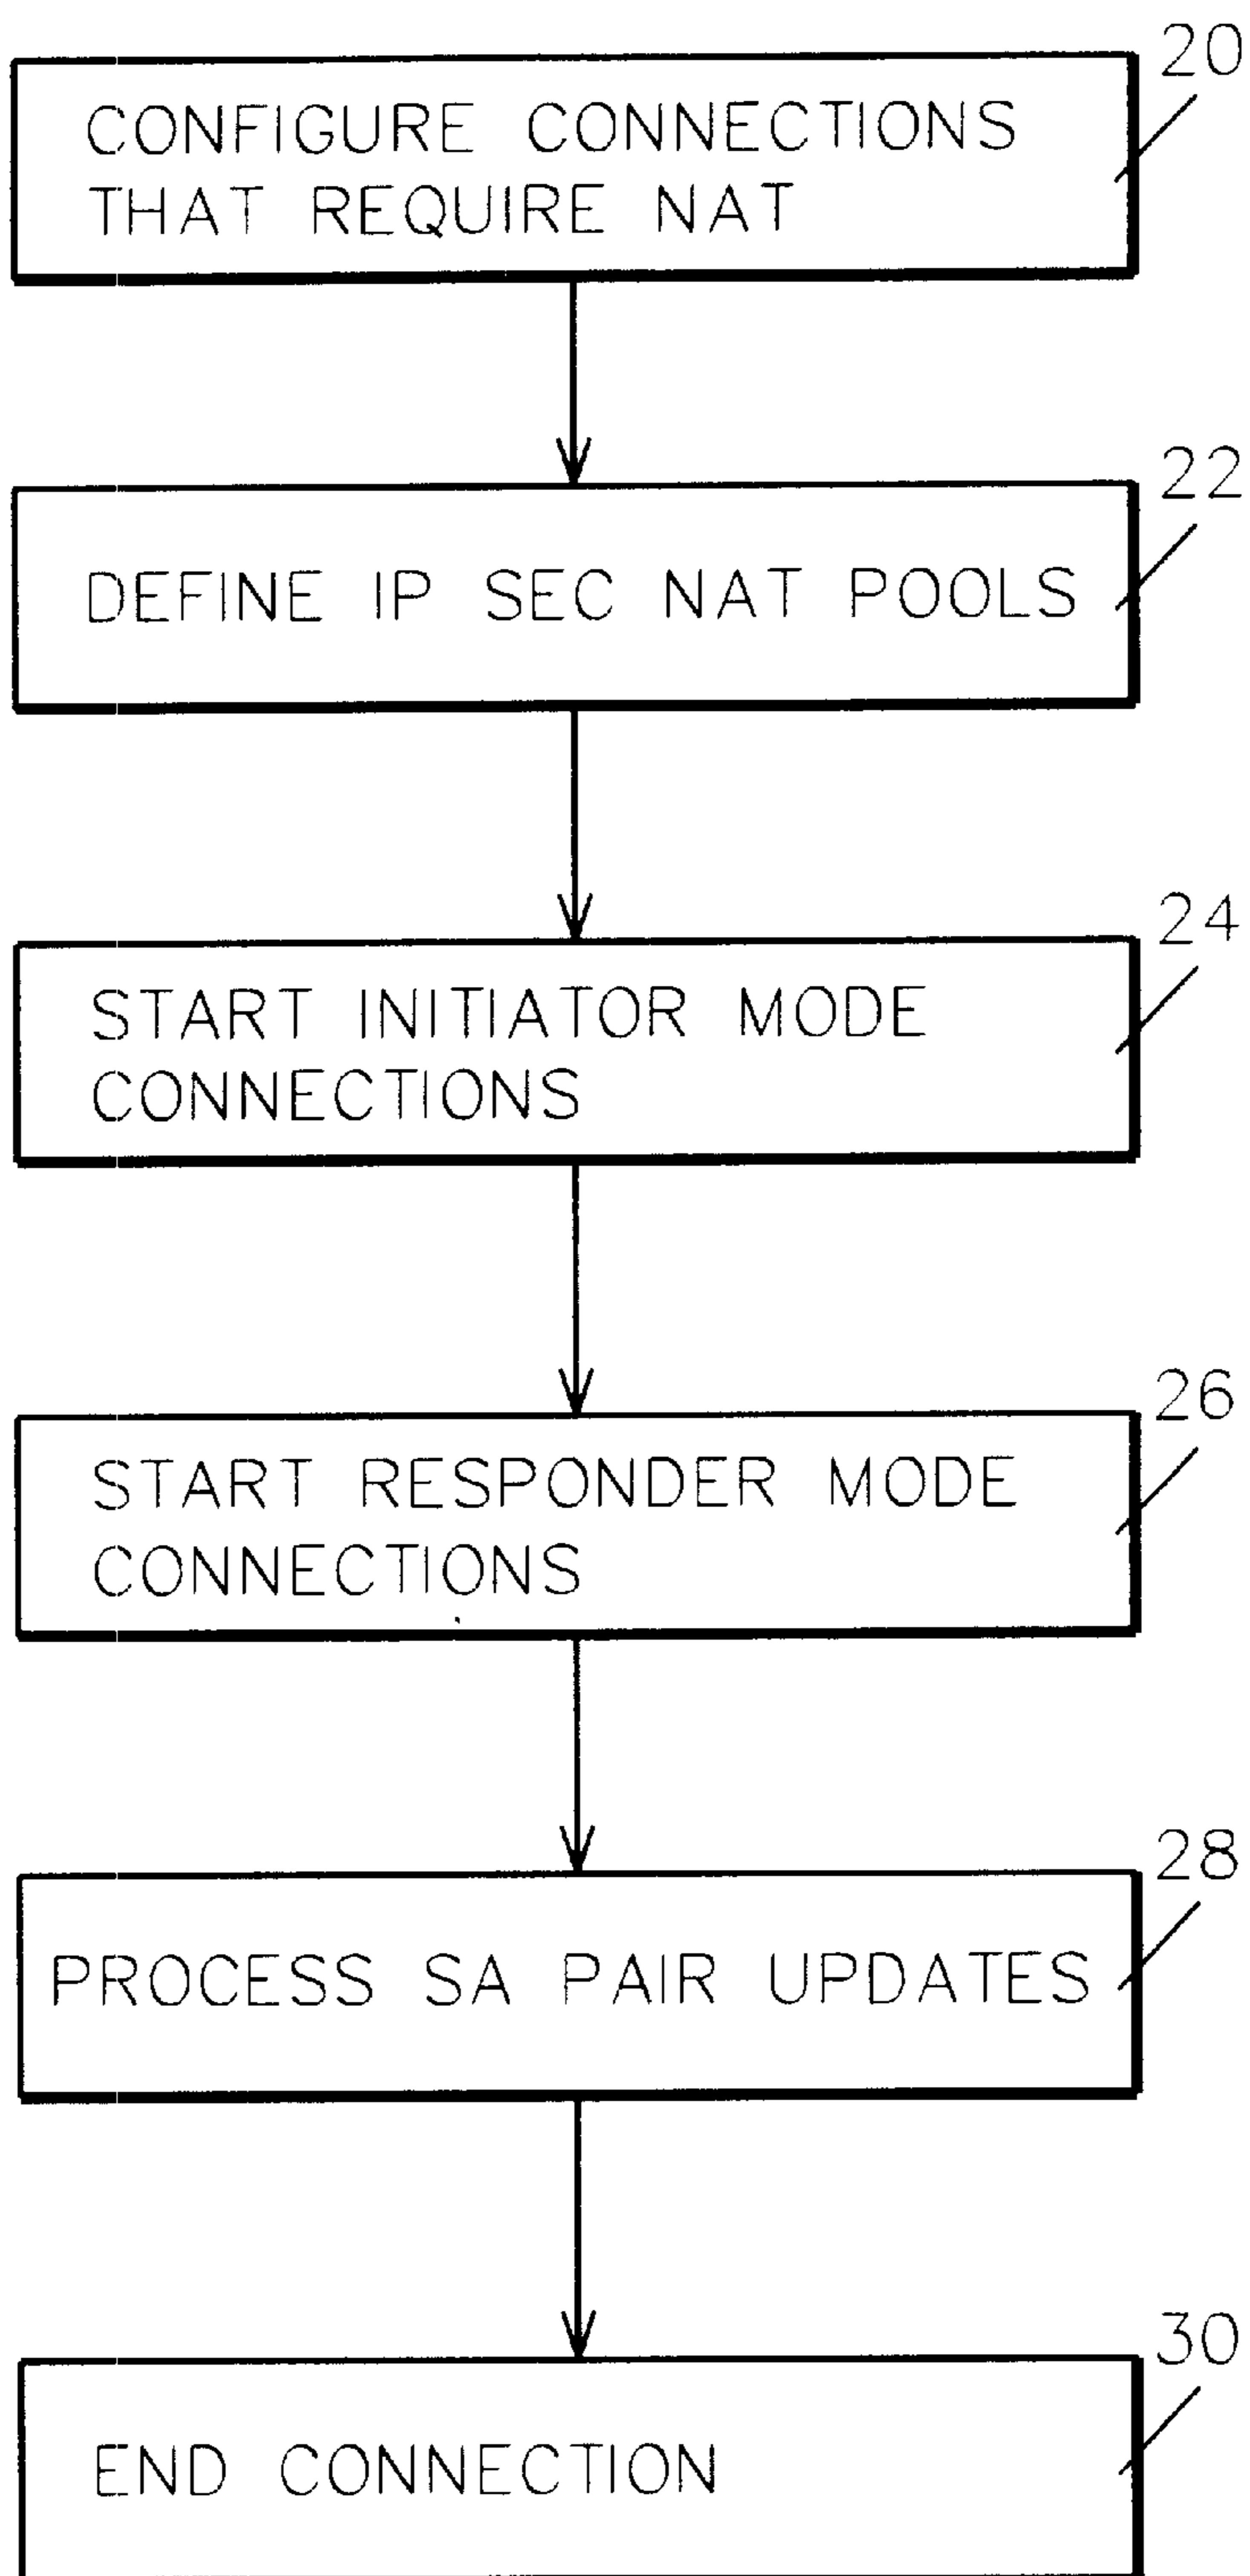 20
CONFIGURE CONNECTIONS
THAT REQUIRE NAT
22
DEFINE IP SEC NAT POOLS
24
START INITIATOR MODE
CONNECTIONS
26
START RESPONDER MODE
CONNECTIONS
28
PROCESS SA PAIR UPDATES
30
END CONNECTION